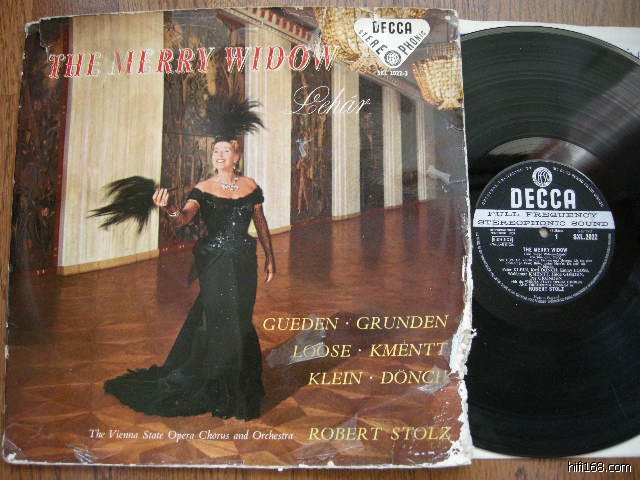 THE MERRY WIDOW
Lehár
DECCA
STEREOPHONIC
SXL 2022-3
GUEDEN · GRUNDEN
LOOSE · KMENTT
KLEIN · DÖNCH
The Vienna State Opera Chorus and Orchestra
ROBERT STOLZ
DECCA
FULL FREQUENCY
STEREOPHONIC SOUND
1
SXL.2022
THE MERRY WIDOW
ROBERT STOLZ
hifi168.com